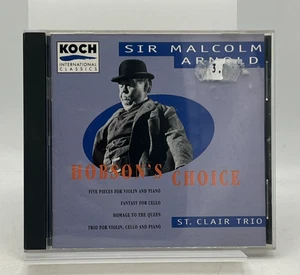 KOCH
INTERNATIONAL
CLASSICS
SIR MALCOLM
ARNOLD
3.
HOBSON'S CHOICE
FIVE PIECES FOR VIOLIN AND PIANO
FANTASY FOR CELLO
HOMAGE TO THE QUEEN
TRIO FOR VIOLIN, CELLO AND PIANO
ST. CLAIR TRIO